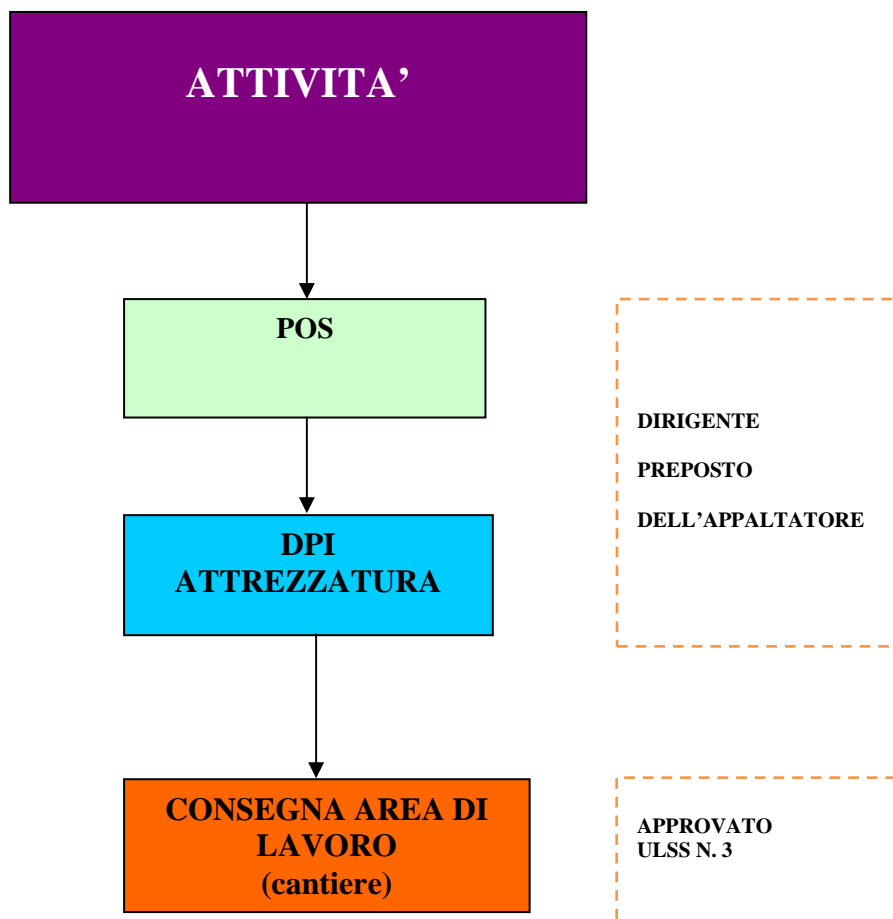 ATTIVITA’
POS
DIRIGENTE
PREPOSTO
DELL’APPALTATORE
DPI
ATTREZZATURA
CONSEGNA AREA DI
LAVORO
(cantiere)
APPROVATO
ULSS N. 3